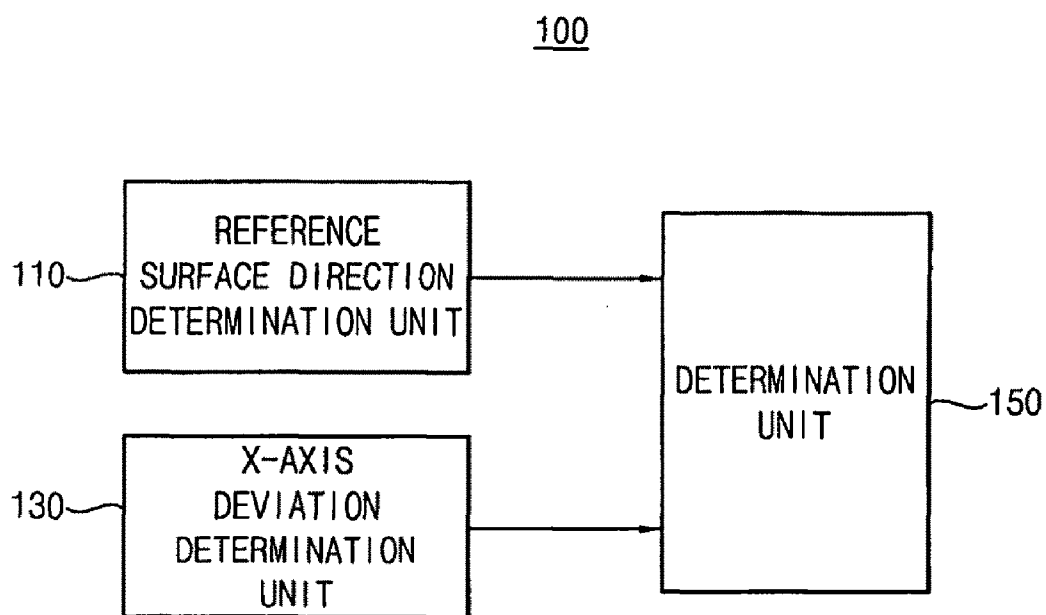 100
REFERENCE
SURFACE DIRECTION
DETERMINATION UNIT
110
X-AXIS
DEVIATION
DETERMINATION
UNIT
130
DETERMINATION
UNIT
150